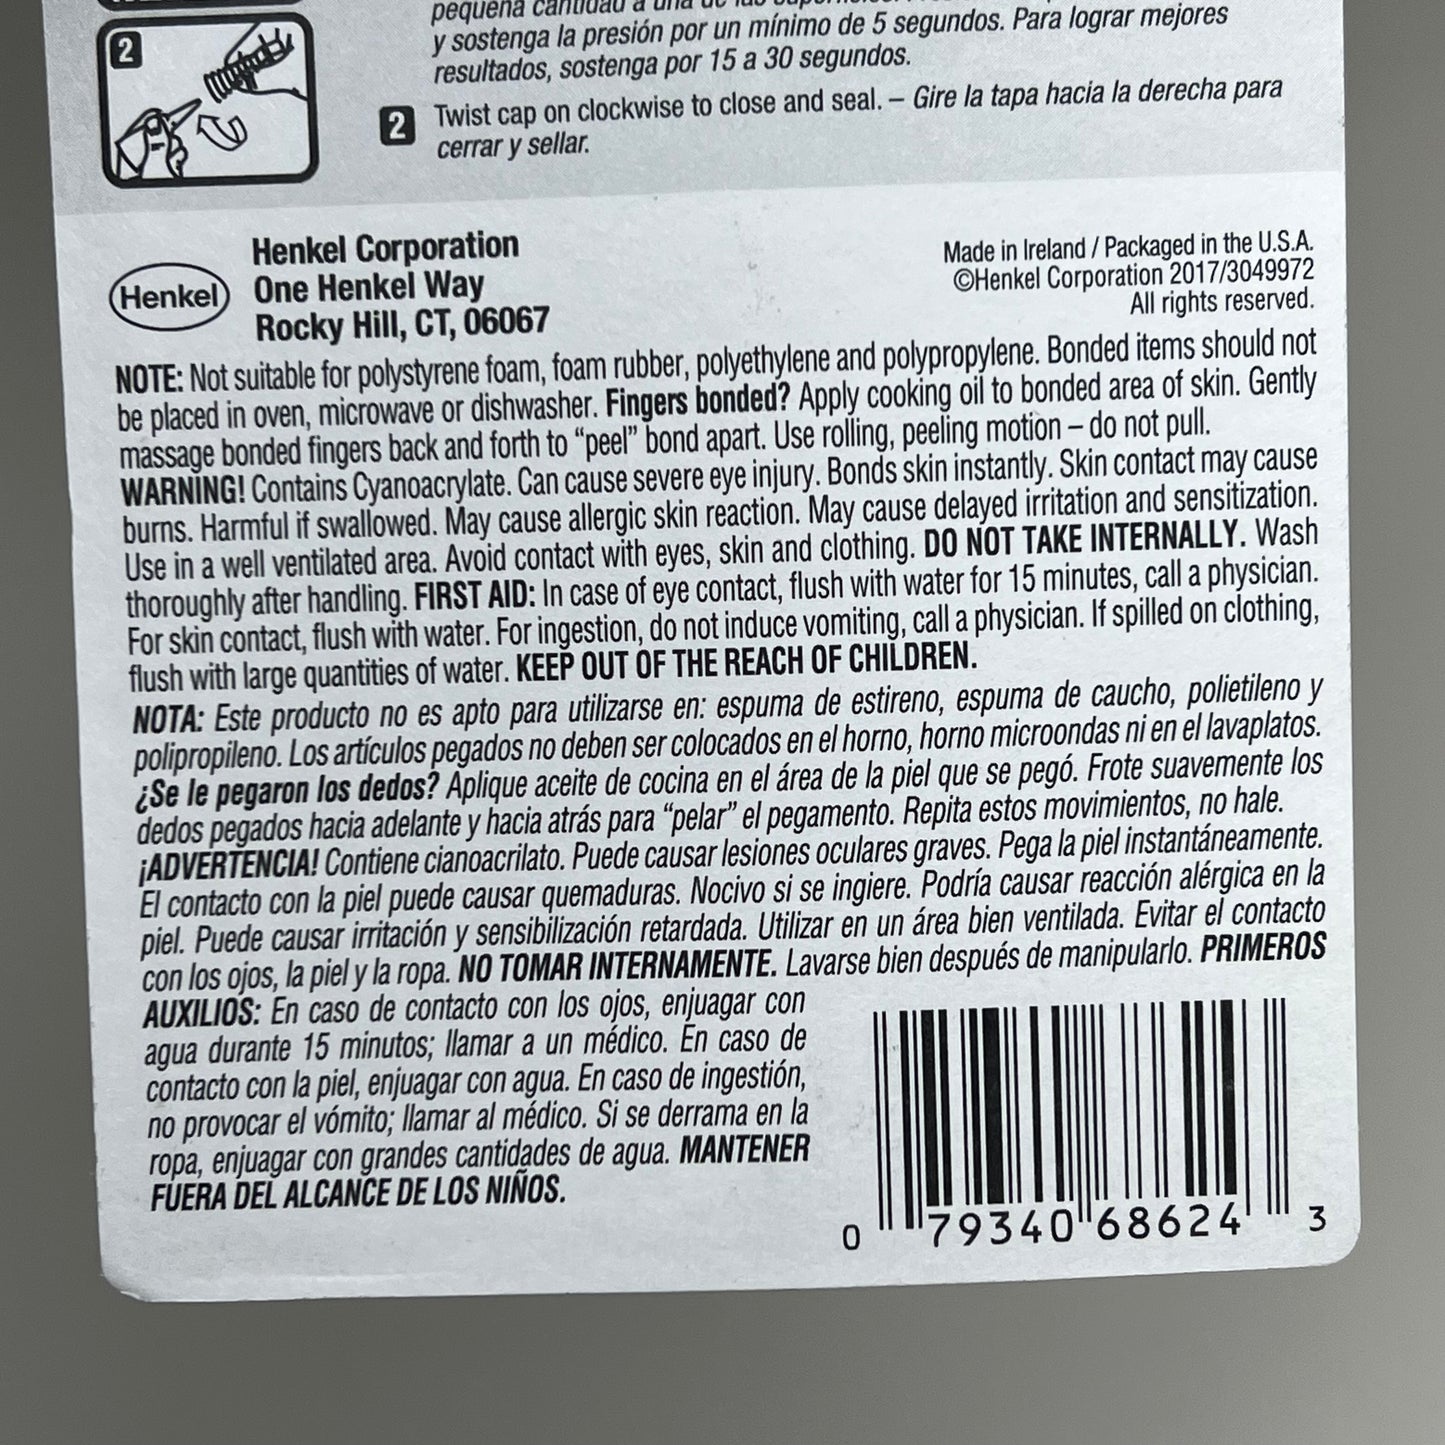 pequeña cantidad a una de las
y sostenga la presión por un mínimo de 5 segundos. Para lograr mejores
resultados, sostenga por 15 a 30 segundos.
2
2 Twist cap on clockwise to close and seal. – Gire la tapa hacia la derecha para
cerrar y sellar.
Henkel
Henkel Corporation
One Henkel Way
Rocky Hill, CT, 06067
Made in Ireland / Packaged in the U.S.A.
©Henkel Corporation 2017/3049972
All rights reserved.
NOTE: Not suitable for polystyrene foam, foam rubber, polyethylene and polypropylene. Bonded items should not
be placed in oven, microwave or dishwasher. Fingers bonded? Apply cooking oil to bonded area of skin. Gently
massage bonded fingers back and forth to “peel” bond apart. Use rolling, peeling motion – do not pull.
WARNING! Contains Cyanoacrylate. Can cause severe eye injury. Bonds skin instantly. Skin contact may cause
burns. Harmful if swallowed. May cause allergic skin reaction. May cause delayed irritation and sensitization.
Use in a well ventilated area. Avoid contact with eyes, skin and clothing. DO NOT TAKE INTERNALLY. Wash
thoroughly after handling. FIRST AID: In case of eye contact, flush with water for 15 minutes, call a physician.
For skin contact, flush with water. For ingestion, do not induce vomiting, call a physician. If spilled on clothing,
flush with large quantities of water. KEEP OUT OF THE REACH OF CHILDREN.
NOTA: Este producto no es apto para utilizarse en: espuma de estireno, espuma de caucho, polietileno y
polipropileno. Los artículos pegados no deben ser colocados en el horno, horno microondas ni en el lavaplatos.
¿Se le pegaron los dedos? Aplique aceite de cocina en el área de la piel que se pegó. Frote suavemente los
dedos pegados hacia adelante y hacia atrás para “pelar” el pegamento. Repita estos movimientos, no hale.
¡ADVERTENCIA! Contiene cianoacrilato. Puede causar lesiones oculares graves. Pega la piel instantáneamente.
El contacto con la piel puede causar quemaduras. Nocivo si se ingiere. Podría causar reacción alérgica en la
piel. Puede causar irritación y sensibilización retardada. Utilizar en un área bien ventilada. Evitar el contacto
con los ojos, la piel y la ropa. NO TOMAR INTERNAMENTE. Lavarse bien después de manipularlo. PRIMEROS
AUXILIOS: En caso de contacto con los ojos, enjuagar con
agua durante 15 minutos; llamar a un médico. En caso de
contacto con la piel, enjuagar con agua. En caso de ingestión,
no provocar el vómito; llamar al médico. Si se derrama en la
ropa, enjuagar con grandes cantidades de agua. MANTENER
FUERA DEL ALCANCE DE LOS NIÑOS.
0 79340 68624 3